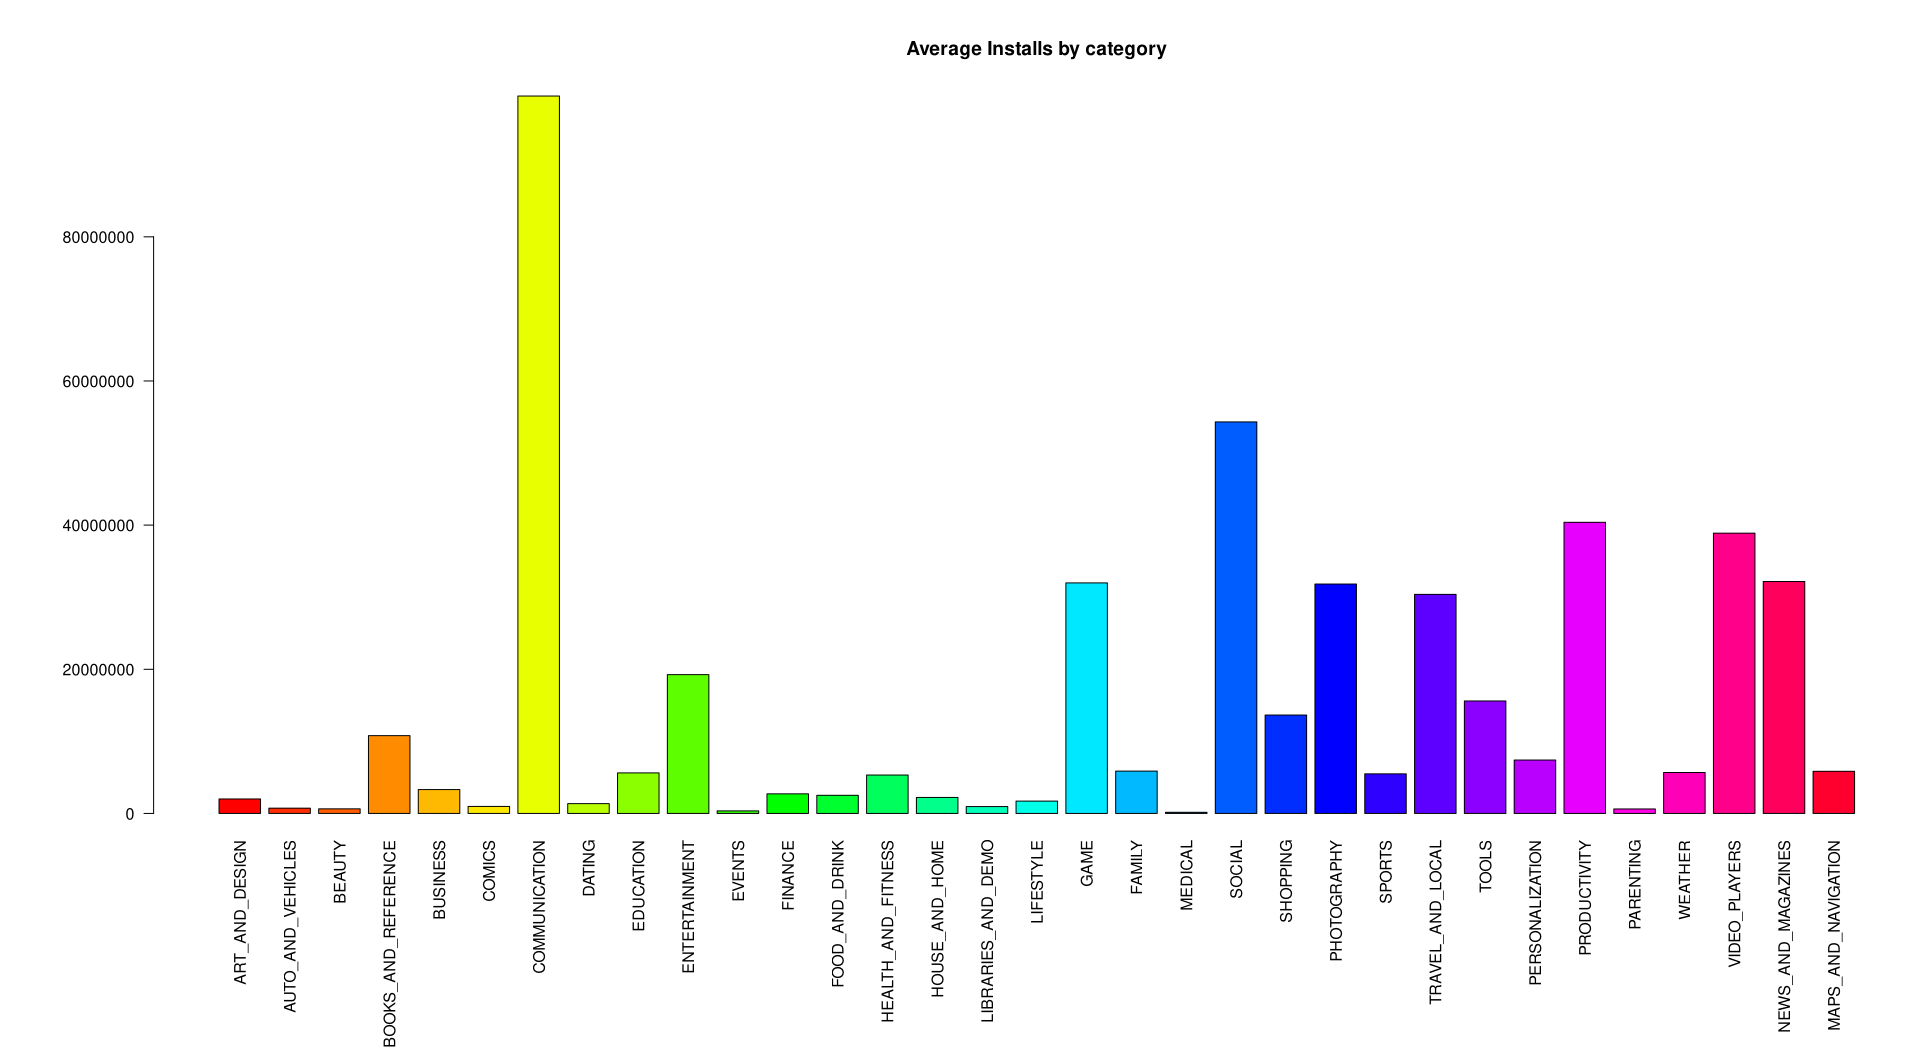 Average Installs by category
80000000
60000000
40000000
20000000
0
ART_AND_DESIGN
AUTO_AND_VEHICLES
BEAUTY
BOOKS_AND_REFERENCE
BUSINESS
COMICS
COMMUNICATION
DATING
EDUCATION
ENTERTAINMENT
EVENTS
FINANCE
FOOD_AND_DRINK
HEALTH_AND_FITNESS
HOUSE_AND_HOME
LIBRARIES_AND_DEMO
LIFESTYLE
GAME
FAMILY
MEDICAL
SOCIAL
SHOPPING
PHOTOGRAPHY
SPORTS
TRAVEL_AND_LOCAL
TOOLS
PERSONALIZATION
PRODUCTIVITY
PARENTING
WEATHER
VIDEO_PLAYERS
NEWS_AND_MAGAZINES
MAPS_AND_NAVIGATION